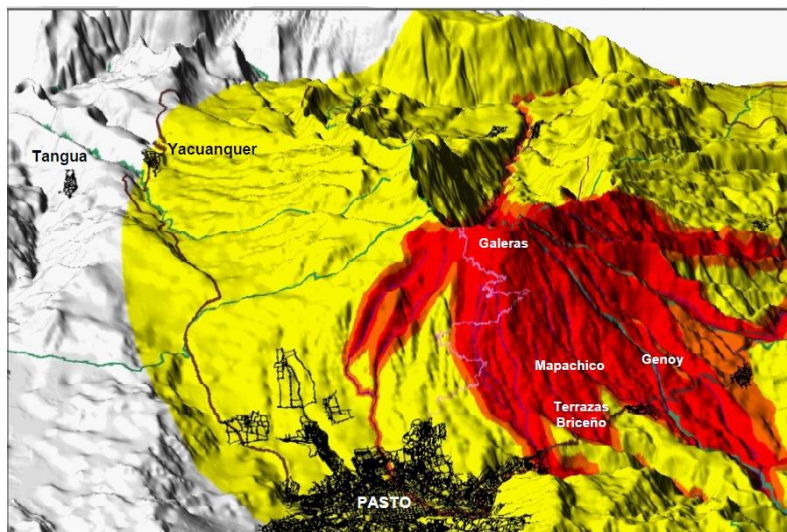 Tangua
Yacuanquer
Galeras
Mapachico
Genoy
Terrazas
Briceño
PASTO